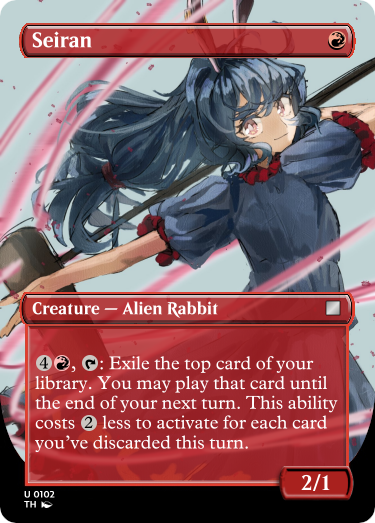 Seiran
Creature — Alien Rabbit
4, : Exile the top card of your
library. You may play that card until
the end of your next turn. This ability
costs 2 less to activate for each card
you've discarded this turn.
2/1
U 0102
TH